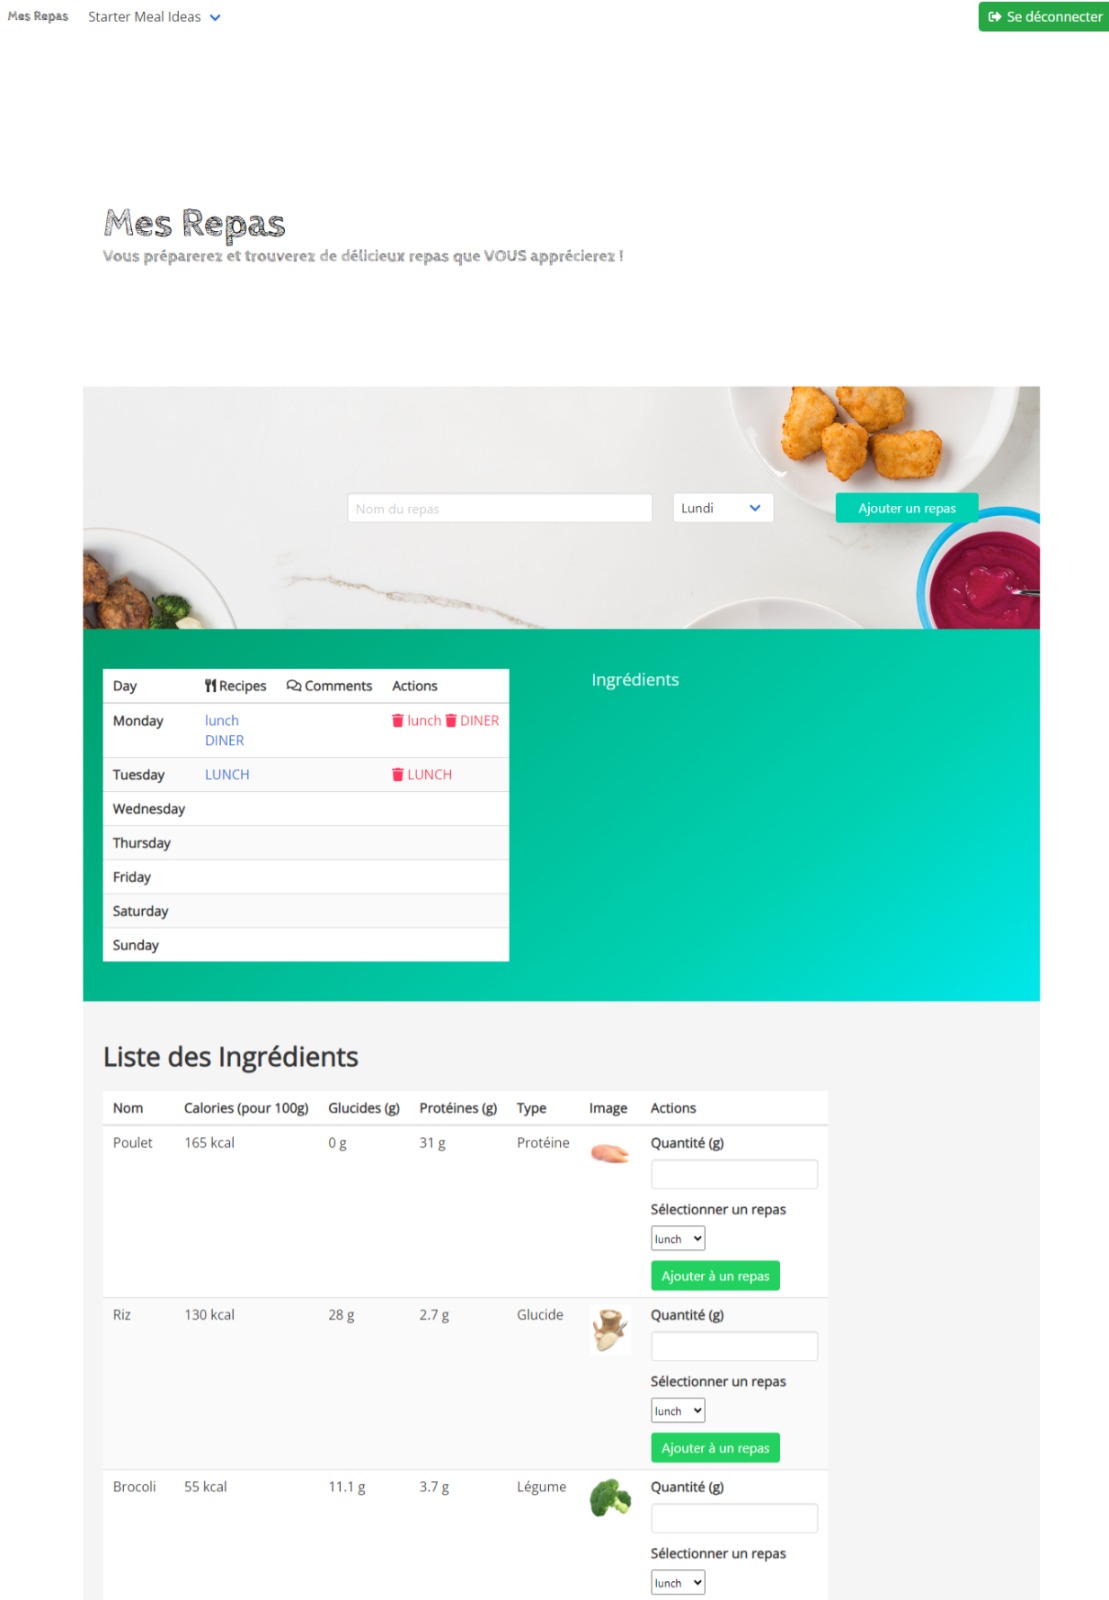 Mes Repas Starter Meal Ideas Se déconnecter
Mes Repas
Vous préparerez et trouverez de délicieux repas que VOUS apprécierez !
Nom du repas Lundi Ajouter un repas
Ingrédients
Day Recipes Comments Actions
Monday lunch lunch DINER
DINER
Tuesday LUNCH LUNCH
Wednesday
Thursday
Friday
Saturday
Sunday
Liste des Ingrédients
Nom Calories (pour 100g) Glucides (g) Protéines (g) Type Image Actions
Poulet 165 kcal 0 g 31 g Protéine Quantité (g)
Sélectionner un repas
lunch
Ajouter à un repas
Riz 130 kcal 28 g 2.7 g Glucide Quantité (g)
Sélectionner un repas
lunch
Ajouter à un repas
Brocoli 55 kcal 11.1 g 3.7 g Légume Quantité (g)
Sélectionner un repas
lunch